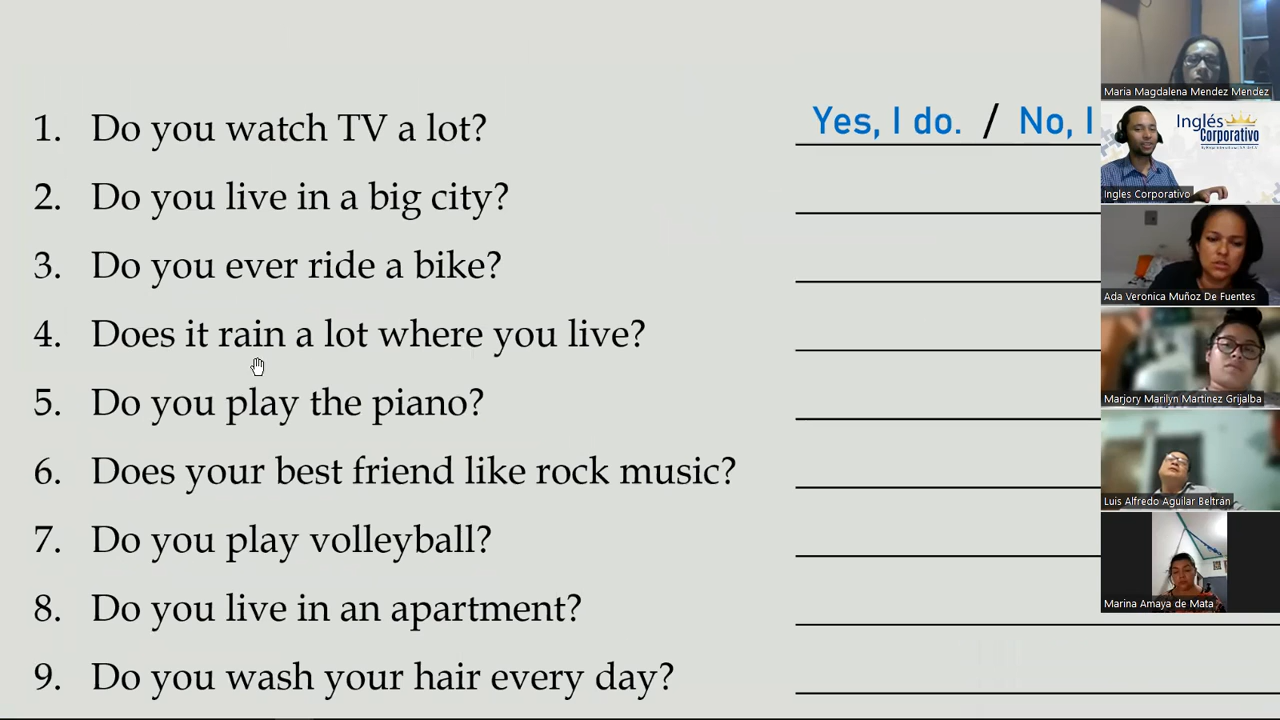 1. Do you watch TV a lot?
Yes, I do. / No, I
2. Do you live in a big city?
3. Do you ever ride a bike?
4. Does it rain a lot where you live?
5. Do you play the piano?
6. Does your best friend like rock music?
7. Do you play volleyball?
8. Do you live in an apartment?
9. Do you wash your hair every day?
Maria Magdalena Mendez Mendez
Inglés
Corporativo
Ingles Corporativo
Ada Veronica Muñoz De Fuentes
Marjory Marilyn Martinez Grijalba
Luis Alfredo Aguilar Beltrán
Marina Amaya de Mata